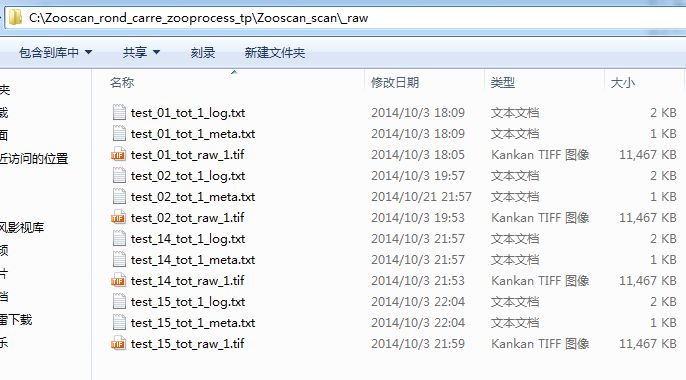 C:\Zooscan_rond_carre_zooprocess_tp\Zooscan_scan\_raw
包含到库中 共享 刻录 新建文件夹
名称 修改日期 类型 大小
夹
载
面
近访问的位置
风影视库
频
片
档
雷下载
乐
test_01_tot_1_log.txt 2014/10/3 18:09 文本文档 2 KB
test_01_tot_1_meta.txt 2014/10/3 18:09 文本文档 1 KB
TIF test_01_tot_raw_1.tif 2014/10/3 18:05 Kankan TIFF 图像 11,467 KB
test_02_tot_1_log.txt 2014/10/3 19:57 文本文档 2 KB
test_02_tot_1_meta.txt 2014/10/21 21:57 文本文档 1 KB
TIF test_02_tot_raw_1.tif 2014/10/3 19:53 Kankan TIFF 图像 11,467 KB
test_14_tot_1_log.txt 2014/10/3 21:57 文本文档 2 KB
test_14_tot_1_meta.txt 2014/10/3 21:57 文本文档 1 KB
TIF test_14_tot_raw_1.tif 2014/10/3 21:53 Kankan TIFF 图像 11,467 KB
test_15_tot_1_log.txt 2014/10/3 22:04 文本文档 2 KB
test_15_tot_1_meta.txt 2014/10/3 22:04 文本文档 1 KB
TIF test_15_tot_raw_1.tif 2014/10/3 21:59 Kankan TIFF 图像 11,467 KB